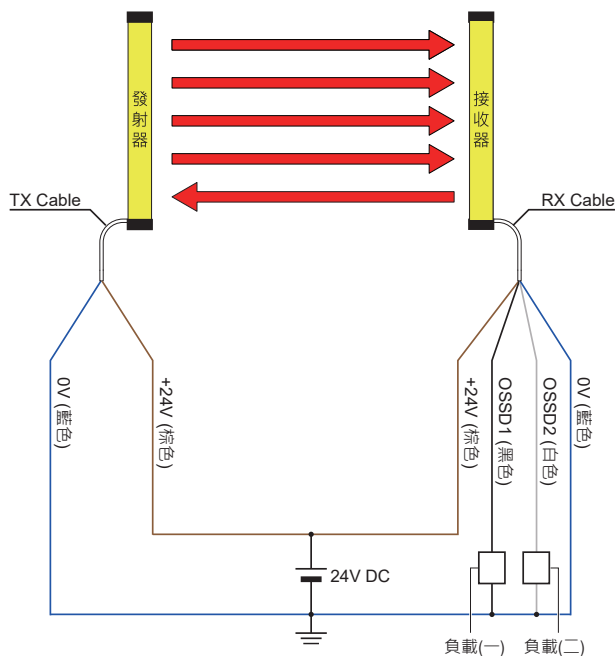 發射器
接收器
TX Cable
RX Cable
0V (藍色)
+24V (棕色)
+24V (棕色)
OSSD1 (黑色)
OSSD2 (白色)
0V (藍色)
24V DC
負載(一)
負載(二)